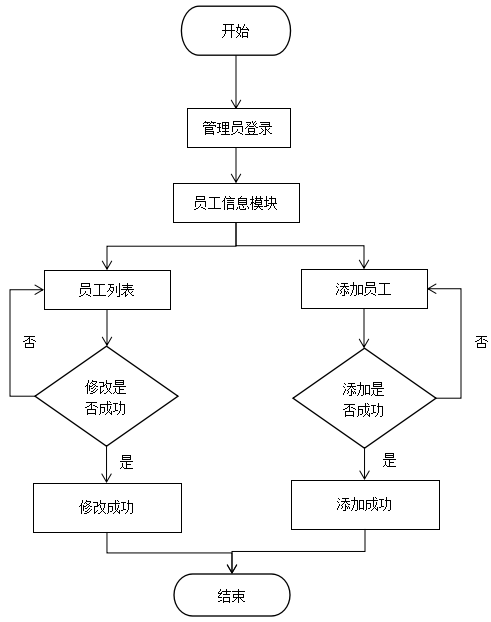 开始
管理员登录
员工信息模块
员工列表
添加员工
否
否
修改是
否成功
添加是
否成功
是
是
修改成功
添加成功
结束